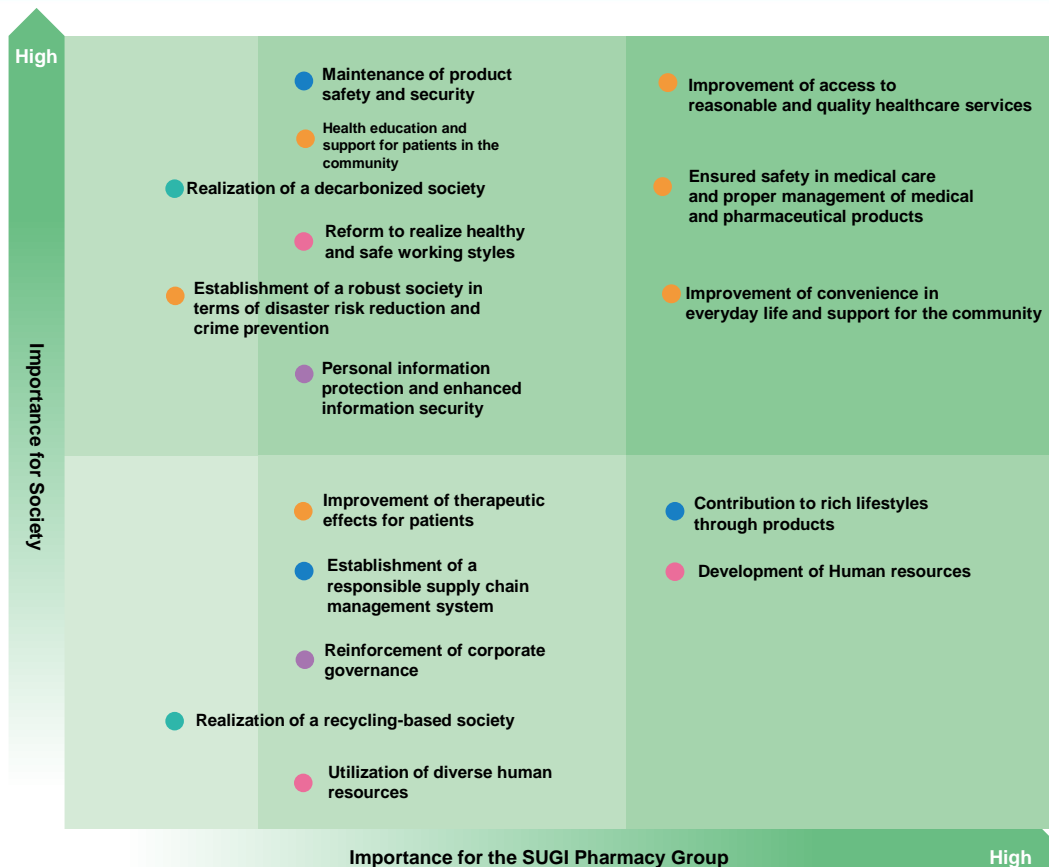 High
Maintenance of product
safety and security
Improvement of access to
reasonable and quality healthcare services
Health education and
support for patients in the
community
Realization of a decarbonized society
Ensured safety in medical care
and proper management of medical
and pharmaceutical products
Reform to realize healthy
and safe working styles
Establishment of a robust society in
terms of disaster risk reduction and
crime prevention
Improvement of convenience in
everyday life and support for the community
Personal information
protection and enhanced
information security
Importance for Society
Improvement of therapeutic
effects for patients
Contribution to rich lifestyles
through products
Establishment of a
responsible supply chain
management system
Development of Human resources
Reinforcement of corporate
governance
Realization of a recycling-based society
Utilization of diverse human
resources
Importance for the SUGI Pharmacy Group
High